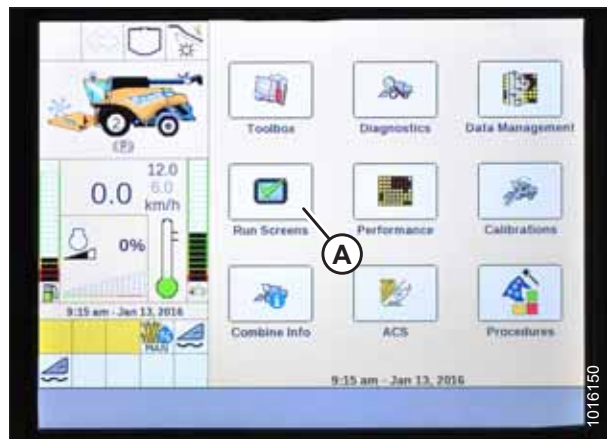 2
(P)
12.0
0.0 6.0
km/h
0%
9:15 am - Jan 13, 2016
MAN
Toolbox Diagnostics Data Management
Run Screens Performance Calibrations
A
Combine Info ACS Procedures
9:15 am - Jan 13, 2016
1016150